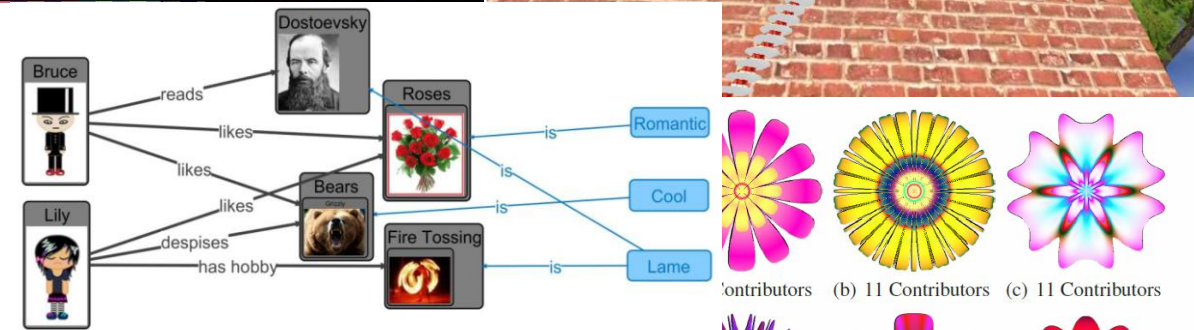 Dostoevsky
Bruce
reads
Roses
likes
Romantic
is
likes
is
Bears
Grizzly
Cool
is
Lily
likes
despises
Fire Tossing
has hobby
is
Lame
ontributors (b) 11 Contributors (c) 11 Contributors